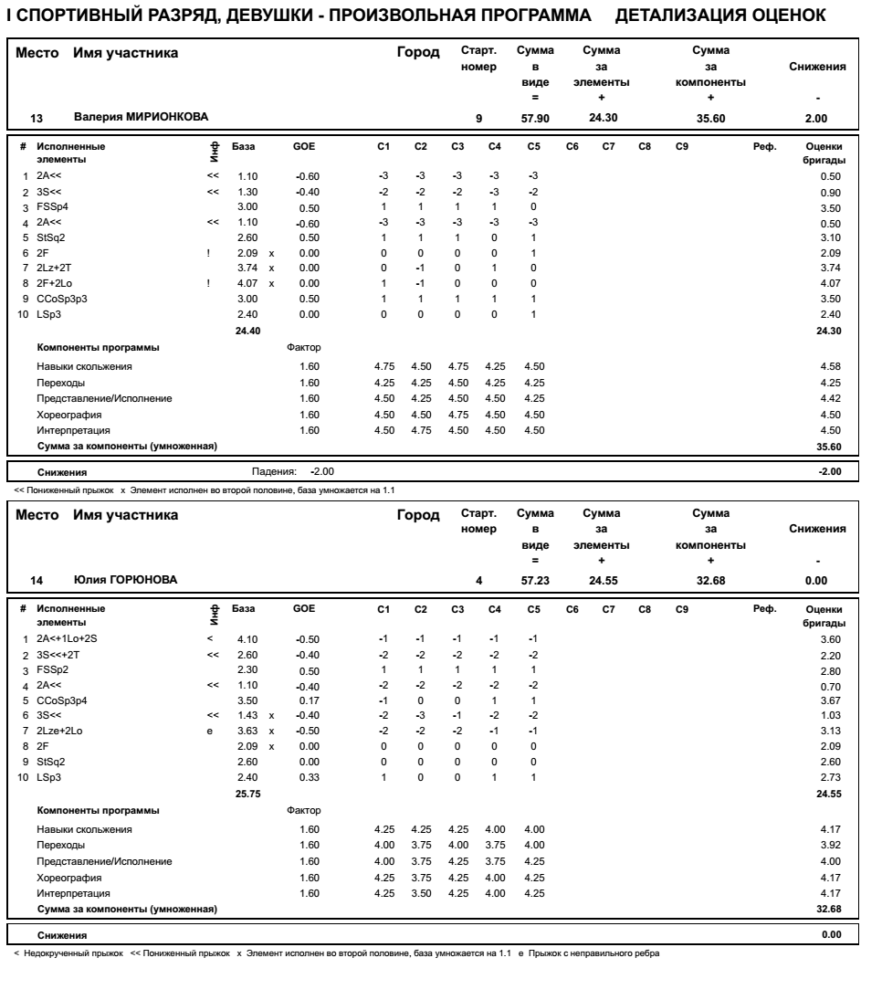 I СПОРТИВНЫЙ РАЗРЯД, ДЕВУШКИ - ПРОИЗВОЛЬНАЯ ПРОГРАММА ДЕТАЛИЗАЦИЯ ОЦЕНОК
Место Имя участника Город Старт. Сумма Сумма Сумма
номер в за за Снижения
виде элементы компоненты
= + + -
13 Валерия МИРИОНКОВА 9 57.90 24.30 35.60 2.00
# Исполненные Инф База GOE C1 C2 C3 C4 C5 C6 C7 C8 C9 Реф. Оценки
элементы бригады
1 2A<< << 1.10 -0.60 -3 -3 -3 -3 -3 0.50
2 3S<< << 1.30 -0.40 -2 -2 -2 -3 -2 0.90
3 FSSp4 3.00 0.50 1 1 1 1 0 3.50
4 2A<< << 1.10 -0.60 -3 -3 -3 -3 -3 0.50
5 StSq2 2.60 0.50 1 1 1 0 1 3.10
6 2F ! 2.09 x 0.00 0 0 0 0 1 2.09
7 2Lz+2T 3.74 x 0.00 0 -1 0 1 0 3.74
8 2F+2Lo ! 4.07 x 0.00 1 -1 0 0 0 4.07
9 CCoSp3p3 3.00 0.50 1 1 1 1 1 3.50
10 LSp3 2.40 0.00 0 0 0 0 1 2.40
24.40 24.30
Компоненты программы Фактор
Навыки скольжения 1.60 4.75 4.50 4.75 4.25 4.50 4.58
Переходы 1.60 4.25 4.25 4.50 4.25 4.25 4.25
Представление/Исполнение 1.60 4.50 4.25 4.50 4.50 4.25 4.42
Хореография 1.60 4.50 4.50 4.75 4.50 4.50 4.50
Интерпретация 1.60 4.50 4.75 4.50 4.50 4.50 4.50
Сумма за компоненты (умноженная) 35.60
Снижения Падения: -2.00 -2.00
<< Пониженный прыжок x Элемент исполнен во второй половине, база умножается на 1.1
Место Имя участника Город Старт. Сумма Сумма Сумма
номер в за за Снижения
виде элементы компоненты
= + + -
14 Юлия ГОРЮНОВА 4 57.23 24.55 32.68 0.00
# Исполненные Инф База GOE C1 C2 C3 C4 C5 C6 C7 C8 C9 Реф. Оценки
элементы бригады
1 2A<+1Lo+2S < 4.10 -0.50 -1 -1 -1 -1 -1 3.60
2 3S<<+2T << 2.60 -0.40 -2 -2 -2 -2 -2 2.20
3 FSSp2 2.30 0.50 1 1 1 1 1 2.80
4 2A<< << 1.10 -0.40 -2 -2 -2 -2 -2 0.70
5 CCoSp3p4 3.50 0.17 -1 0 0 1 1 3.67
6 3S<< << 1.43 x -0.40 -2 -3 -1 -2 -2 1.03
7 2Lze+2Lo e 3.63 x -0.50 -2 -2 -2 -1 -1 3.13
8 2F 2.09 x 0.00 0 0 0 0 0 2.09
9 StSq2 2.60 0.00 0 0 0 0 0 2.60
10 LSp3 2.40 0.33 1 0 0 1 1 2.73
25.75 24.55
Компоненты программы Фактор
Навыки скольжения 1.60 4.25 4.25 4.25 4.00 4.00 4.17
Переходы 1.60 4.00 3.75 4.00 3.75 4.00 3.92
Представление/Исполнение 1.60 4.00 3.75 4.25 3.75 4.25 4.00
Хореография 1.60 4.25 3.75 4.25 4.00 4.25 4.17
Интерпретация 1.60 4.25 3.50 4.25 4.00 4.25 4.17
Сумма за компоненты (умноженная) 32.68
Снижения 0.00
< Недокрученный прыжок << Пониженный прыжок x Элемент исполнен во второй половине, база умножается на 1.1 e Прыжок с неправильного ребра